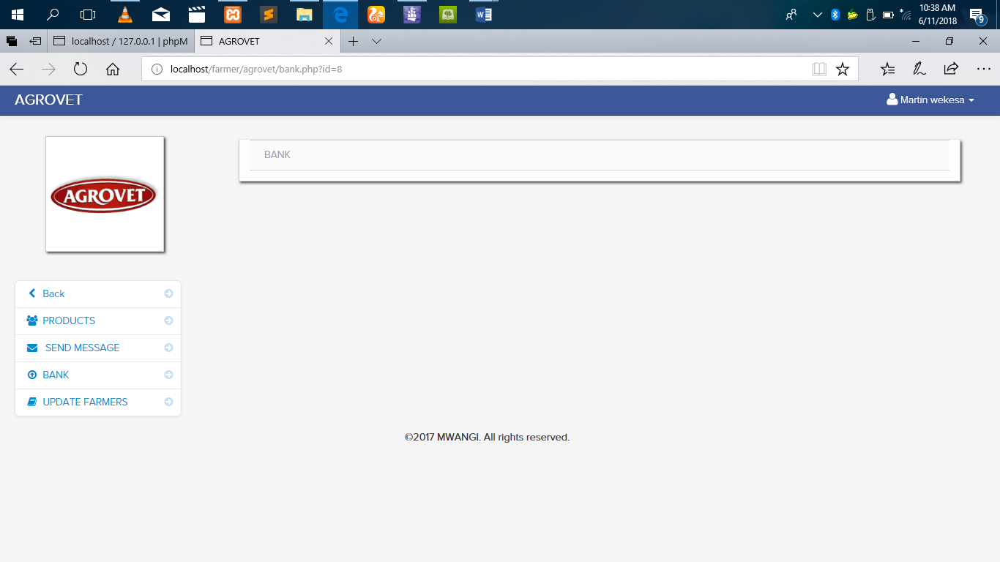 10:38 AM
6/11/2018
9
localhost / 127.0.0.1 | phpM
AGROVET
localhost/farmer/agrovet/bank.php?id=8
AGROVET
Martin wekesa
AGROVET
BANK
Back
PRODUCTS
SEND MESSAGE
BANK
UPDATE FARMERS
©2017 MWANGI. All rights reserved.